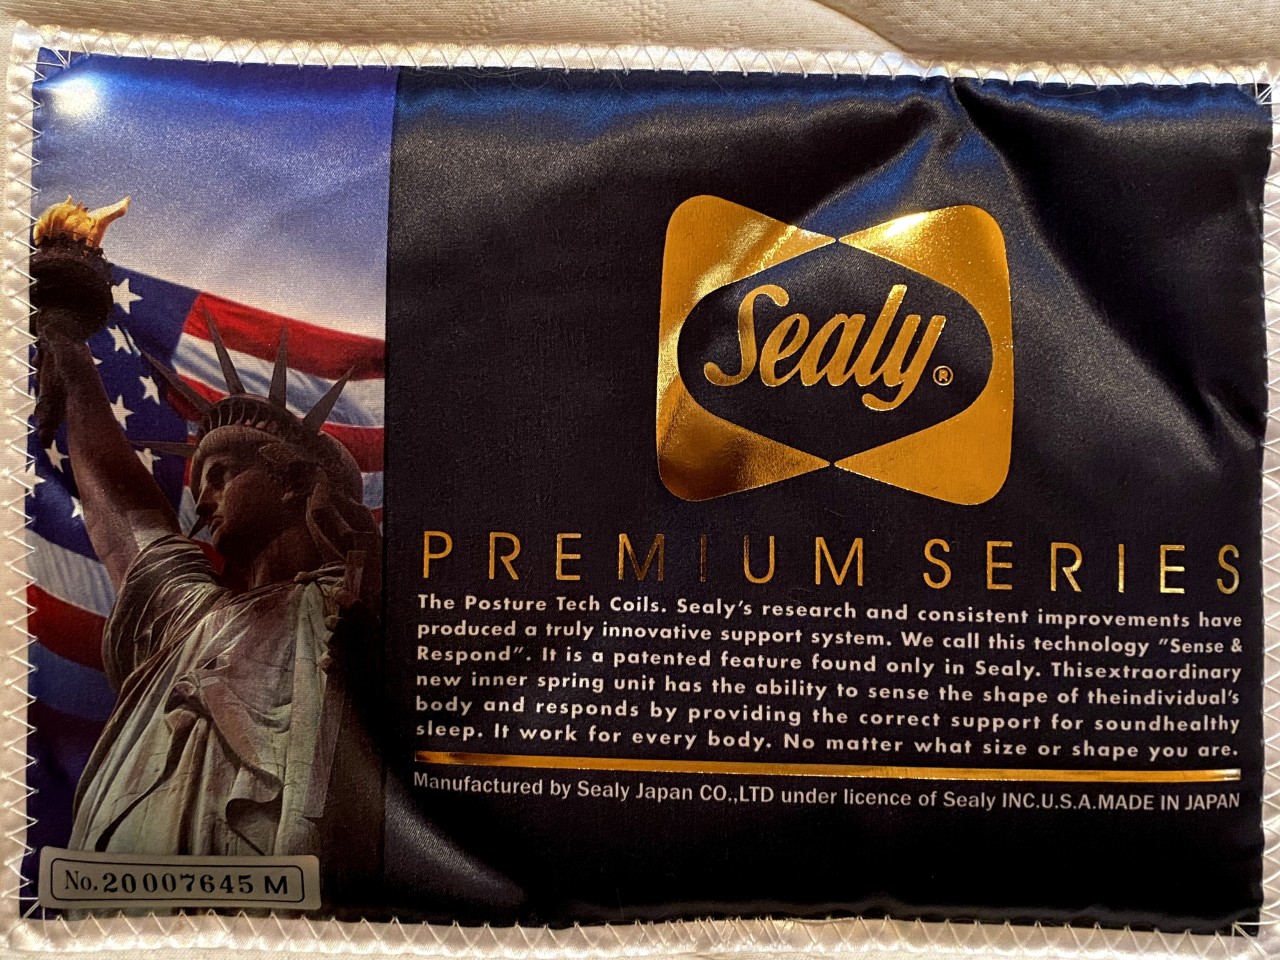 Sealy®
PREMIUM SERIES
The Posture Tech Coils. Sealy's research and consistent improvements have
produced a truly innovative support system. We call this technology "Sense &
Respond". It is a patented feature found only in Sealy. Thisextraordinary
new inner spring unit has the ability to sense the shape of theindividual's
body and responds by providing the correct support for soundhealthy
sleep. It work for every body. No matter what size or shape you are.
Manufactured by Sealy Japan CO.,LTD under licence of Sealy INC.U.S.A.MADE IN JAPAN
No.20007645 M